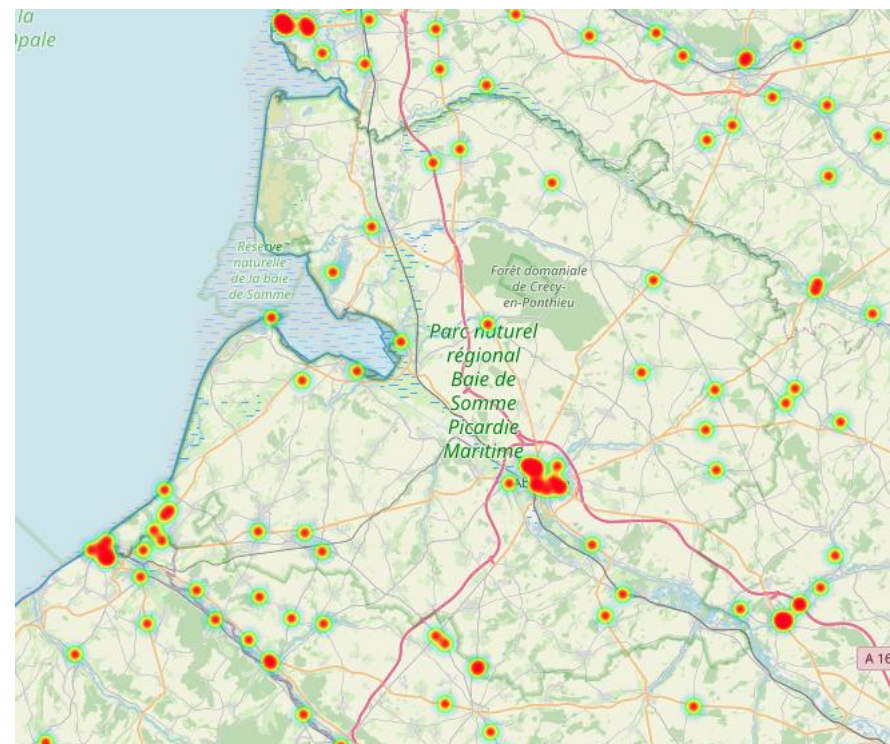 la
Opale
Réserve
naturelle
de la baie
de Somme
Forêt domaniale
de Crécy-
en-Ponthieu
Parc naturel
régional
Baie de
Somme
Picardie
Maritime
A 16